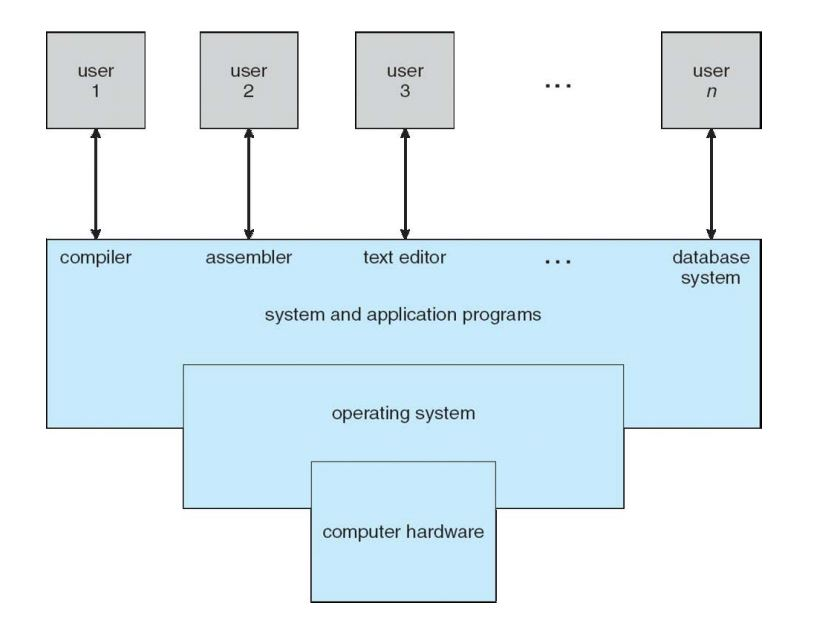 user
1
user
2
user
3
...
user
n
compiler
assembler
text editor
...
database
system
system and application programs
operating system
computer hardware